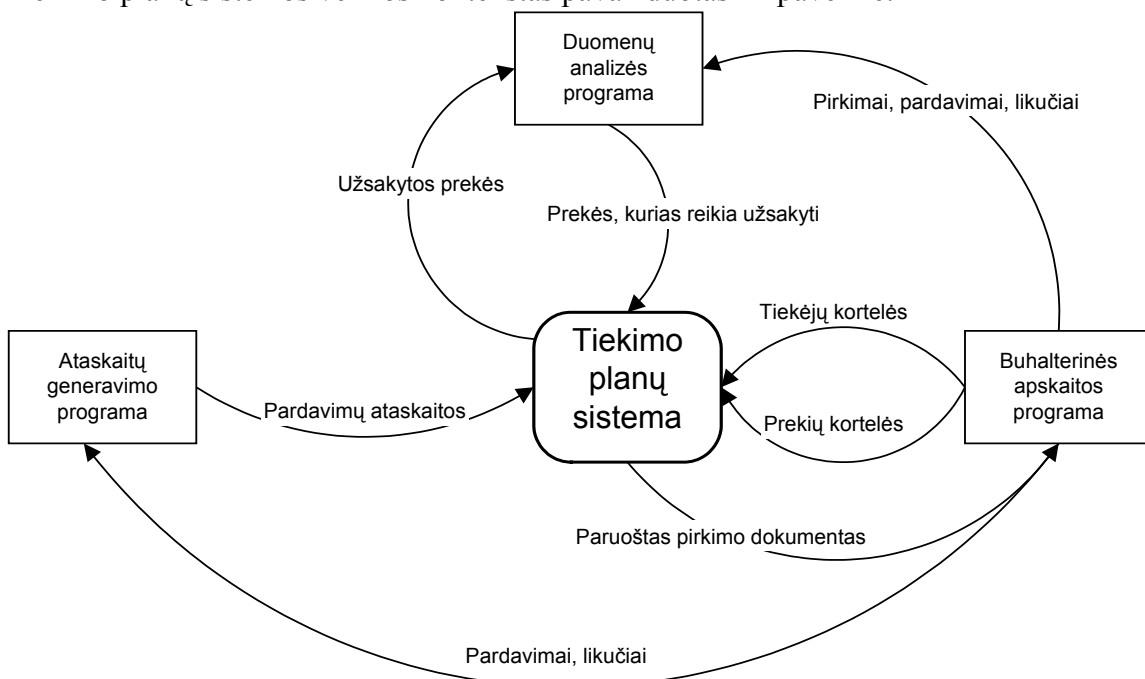 Duomenų
analizės
programa
Pirkimai, pardavimai, likučiai
Užsakytos prekės
Prekės, kurias reikia užsakyti
Tiekėjų kortelės
Tiekimo
planų
sistema
Ataskaitų
generavimo
programa
Buhalterinės
apskaitos
programa
Pardavimų ataskaitos
Prekių kortelės
Paruoštas pirkimo dokumentas
Pardavimai, likučiai